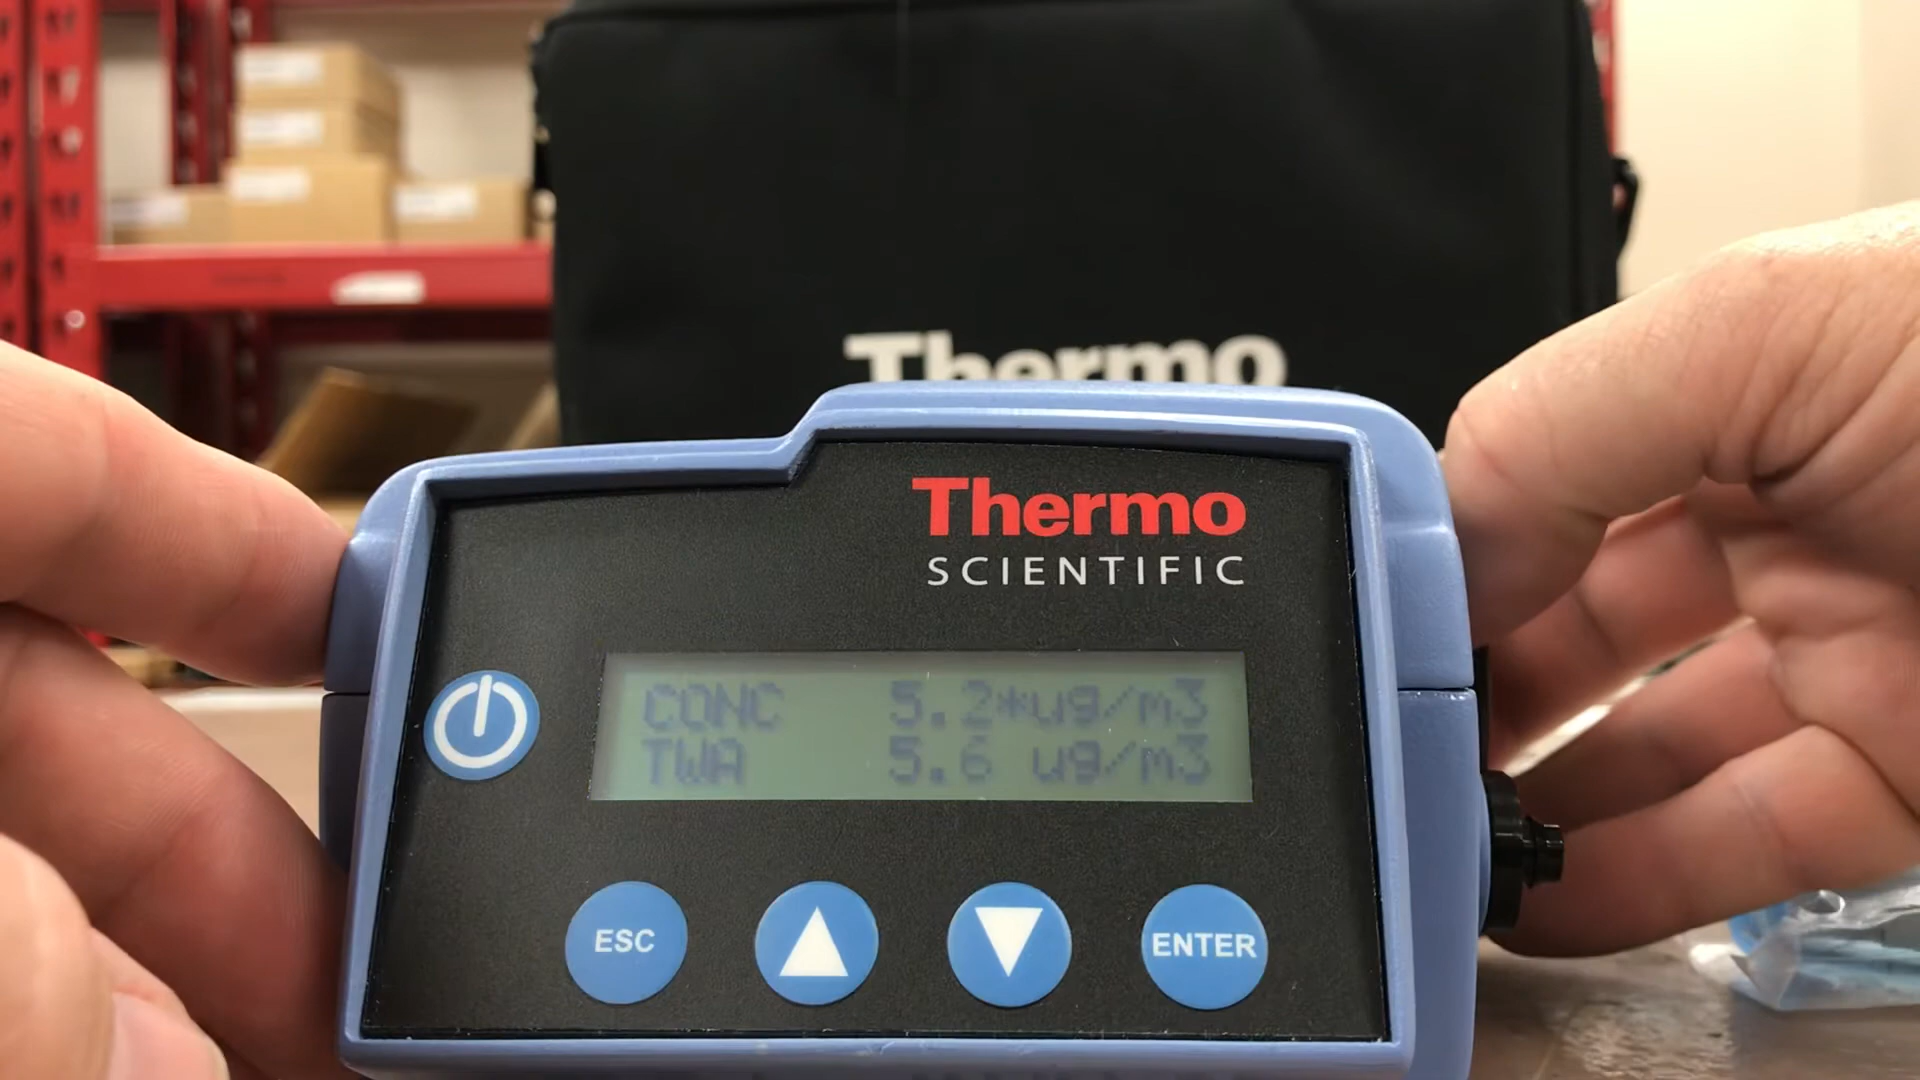 Thermo
Thermo
SCIENTIFIC
CONC 5.2*ug/m3
TWA 5.6 ug/m3
ESC
ENTER